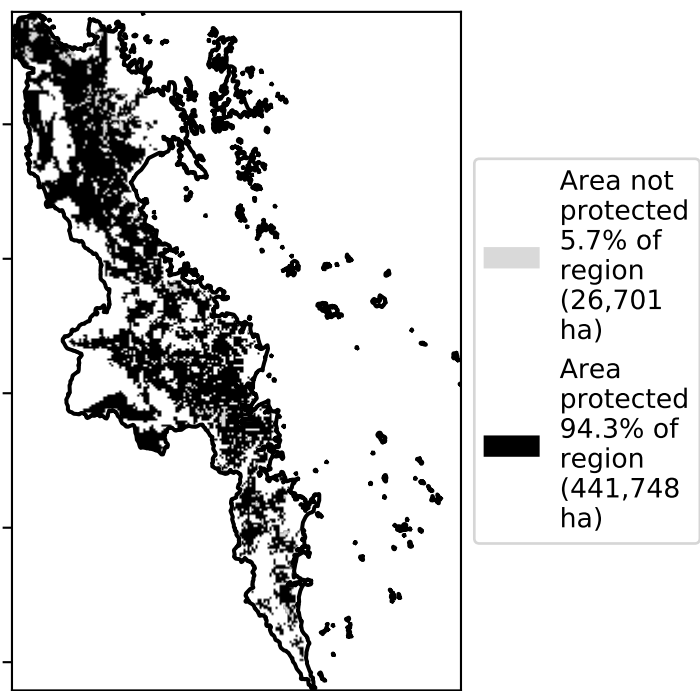 Area not
protected
5.7% of
region
(26,701
ha)
Area
protected
94.3% of
region
(441,748
ha)